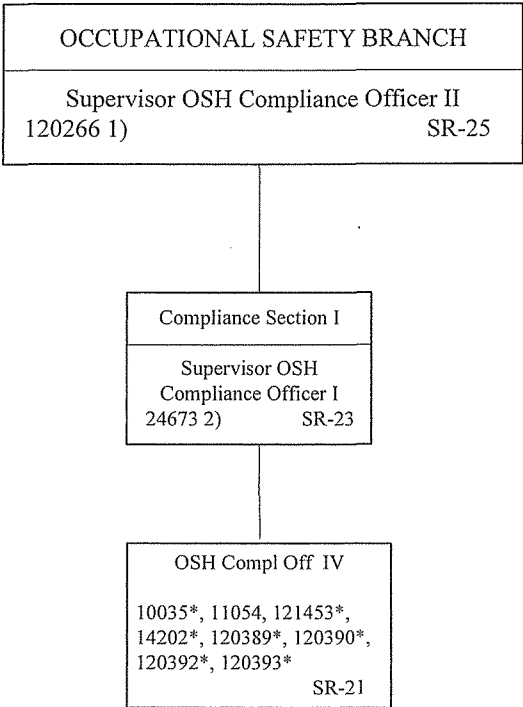 OCCUPATIONAL SAFETY BRANCH
Supervisor OSH Compliance Officer II
120266 1) SR-25
Compliance Section I
Supervisor OSH
Compliance Officer I
24673 2) SR-23
OSH Compl Off IV
10035*, 11054, 121453*,
14202*, 120389*, 120390*,
120392*, 120393*
SR-21